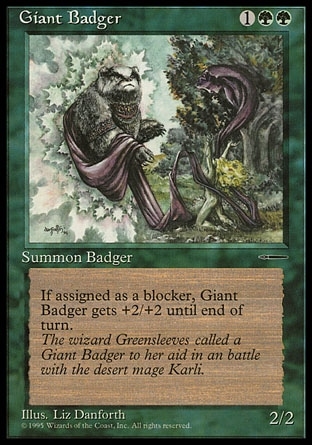 Giant Badger 1
Summon Badger
If assigned as a blocker, Giant
Badger gets +2/+2 until end of
turn.
The wizard Greensleeves called a
Giant Badger to her aid in an battle
with the desert mage Karli.
Illus. Liz Danforth
© 1995 Wizards of the Coast, Inc. All rights reserved.
2/2